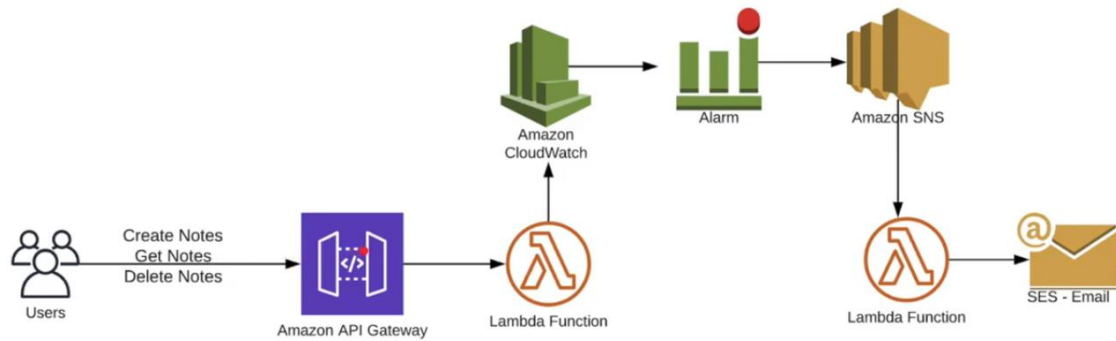 Amazon
CloudWatch
Alarm
Amazon SNS
Create Notes
Get Notes
Delete Notes
Users
</>
Amazon API Gateway
Lambda Function
Lambda Function
@
SES - Email